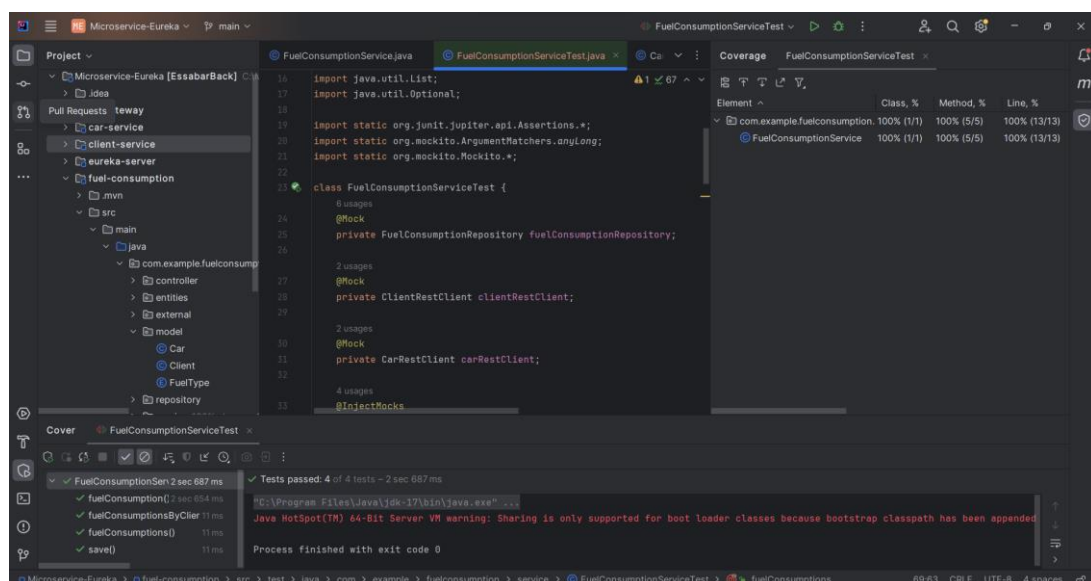 ME Microservice-Eureka main FuelConsumptionServiceTest
Project
Microservice-Eureka [EssabarBack]
.idea
Pull Requests teway
car-service
client-service
eureka-server
fuel-consumption
.mvn
src
main
java
com.example.fuelconsump
controller
entities
external
model
Car
Client
FuelType
repository
FuelConsumptionService.java FuelConsumptionServiceTest.java Ca
1 67
16 import java.util.List;
17 import java.util.Optional;
18
19 import static org.junit.jupiter.api.Assertions.*;
20 import static org.mockito.ArgumentMatchers.anyLong;
21 import static org.mockito.Mockito.*;
22
23 class FuelConsumptionServiceTest {
6 usages
24 @Mock
25 private FuelConsumptionRepository fuelConsumptionRepository;
26
2 usages
27 @Mock
28 private ClientRestClient clientRestClient;
29
2 usages
30 @Mock
31 private CarRestClient carRestClient;
32
4 usages
33 @InjectMocks
Coverage FuelConsumptionServiceTest
Element Class, % Method, % Line, %
com.example.fuelconsumption. 100% (1/1) 100% (5/5) 100% (13/13)
FuelConsumptionService 100% (1/1) 100% (5/5) 100% (13/13)
m
Cover FuelConsumptionServiceTest
FuelConsumptionSer 2 sec 687 ms
fuelConsumption() 2 sec 654 ms
fuelConsumptionsByClier 11 ms
fuelConsumptions() 11 ms
save() 11 ms
Tests passed: 4 of 4 tests – 2 sec 687 ms
"C:\Program Files\Java\jdk-17\bin\java.exe" ...
Java HotSpot(TM) 64-Bit Server VM warning: Sharing is only supported for boot loader classes because bootstrap classpath has been appended
Process finished with exit code 0
Microservice-Eureka > fuel-consumption > src > test > java > com > example > fuelconsumption > service > FuelConsumptionServiceTest > fuelConsumptions 69:63 CRLF UTF-8 4 spaces